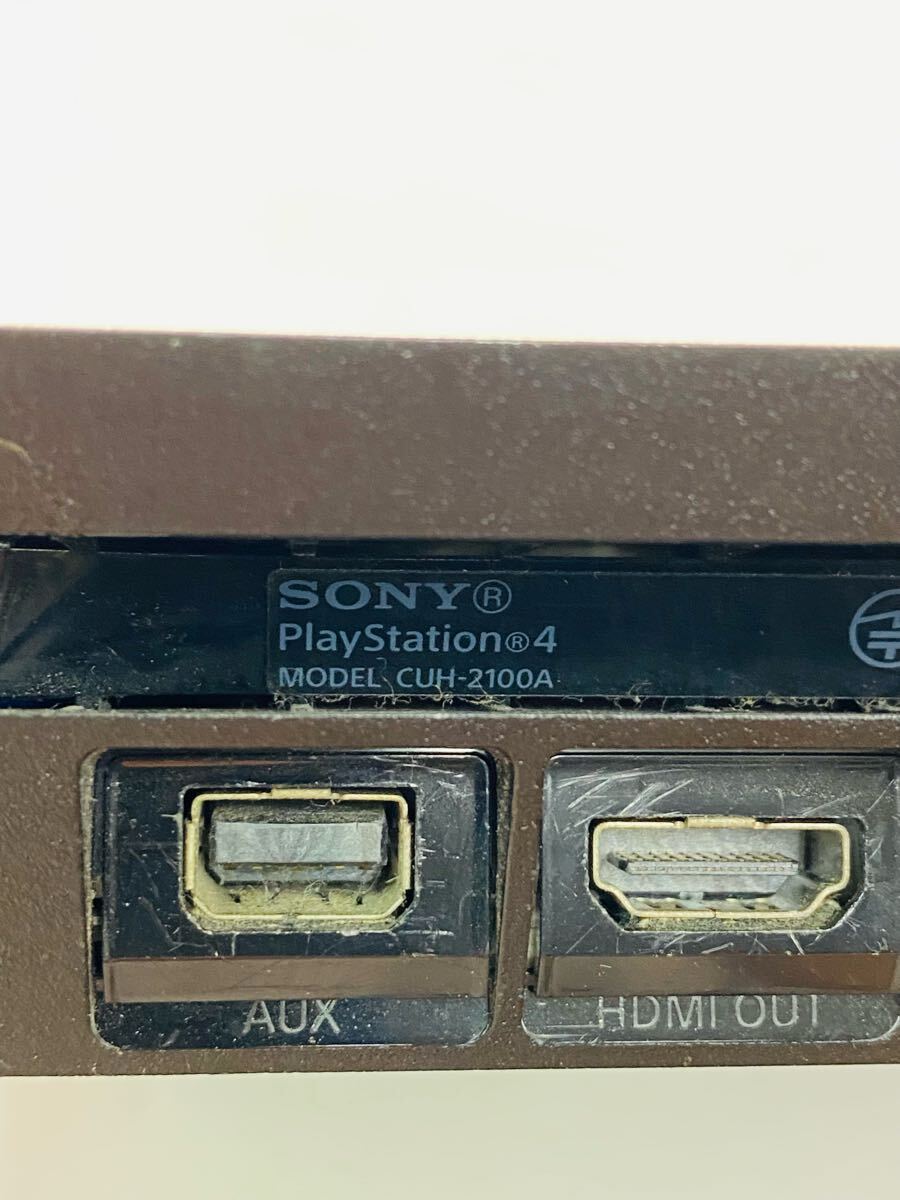 SONY®
PlayStation®4
MODEL CUH-2100A
AUX
HDMI OUT